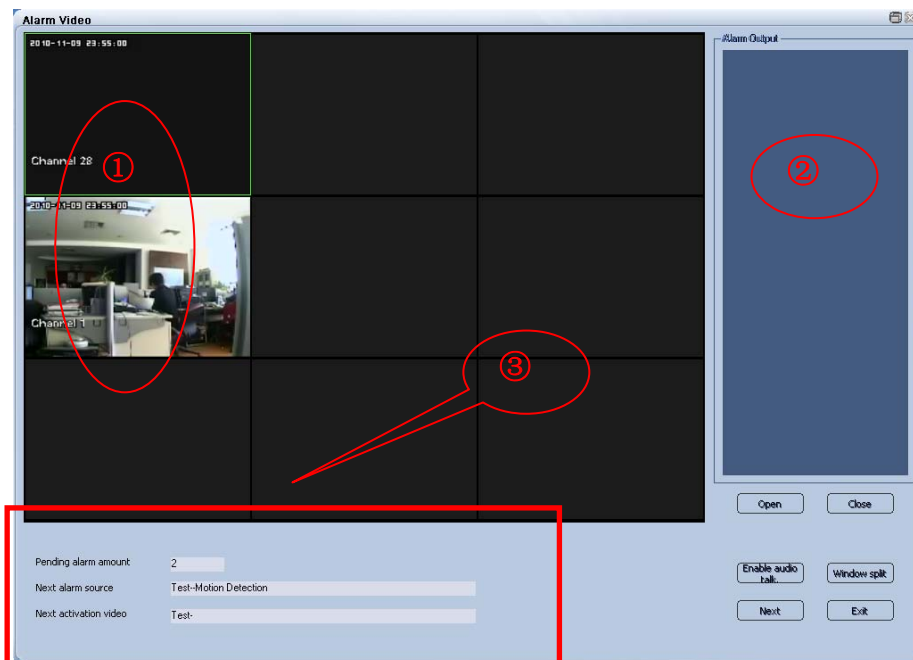 Alarm Video
2010-11-09 23:55:00
Channel 28
①
2010-11-09 23:55:00
Channel 1
③
Alarm Output
②
Open Close
Pending alarm amount 2
Next alarm source Test--Motion Detection
Next activation video Test-
Enable audio
talk.
Window split
Next Exit